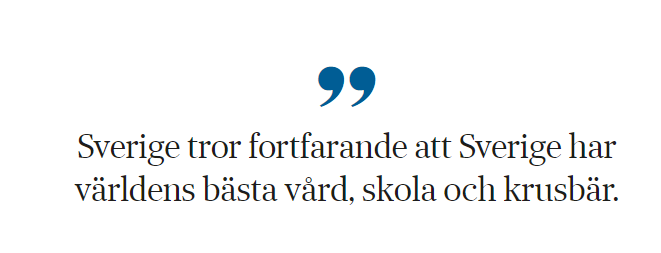 ”
Sverige tror fortfarande att Sverige har
världens bästa vård, skola och krusbär.